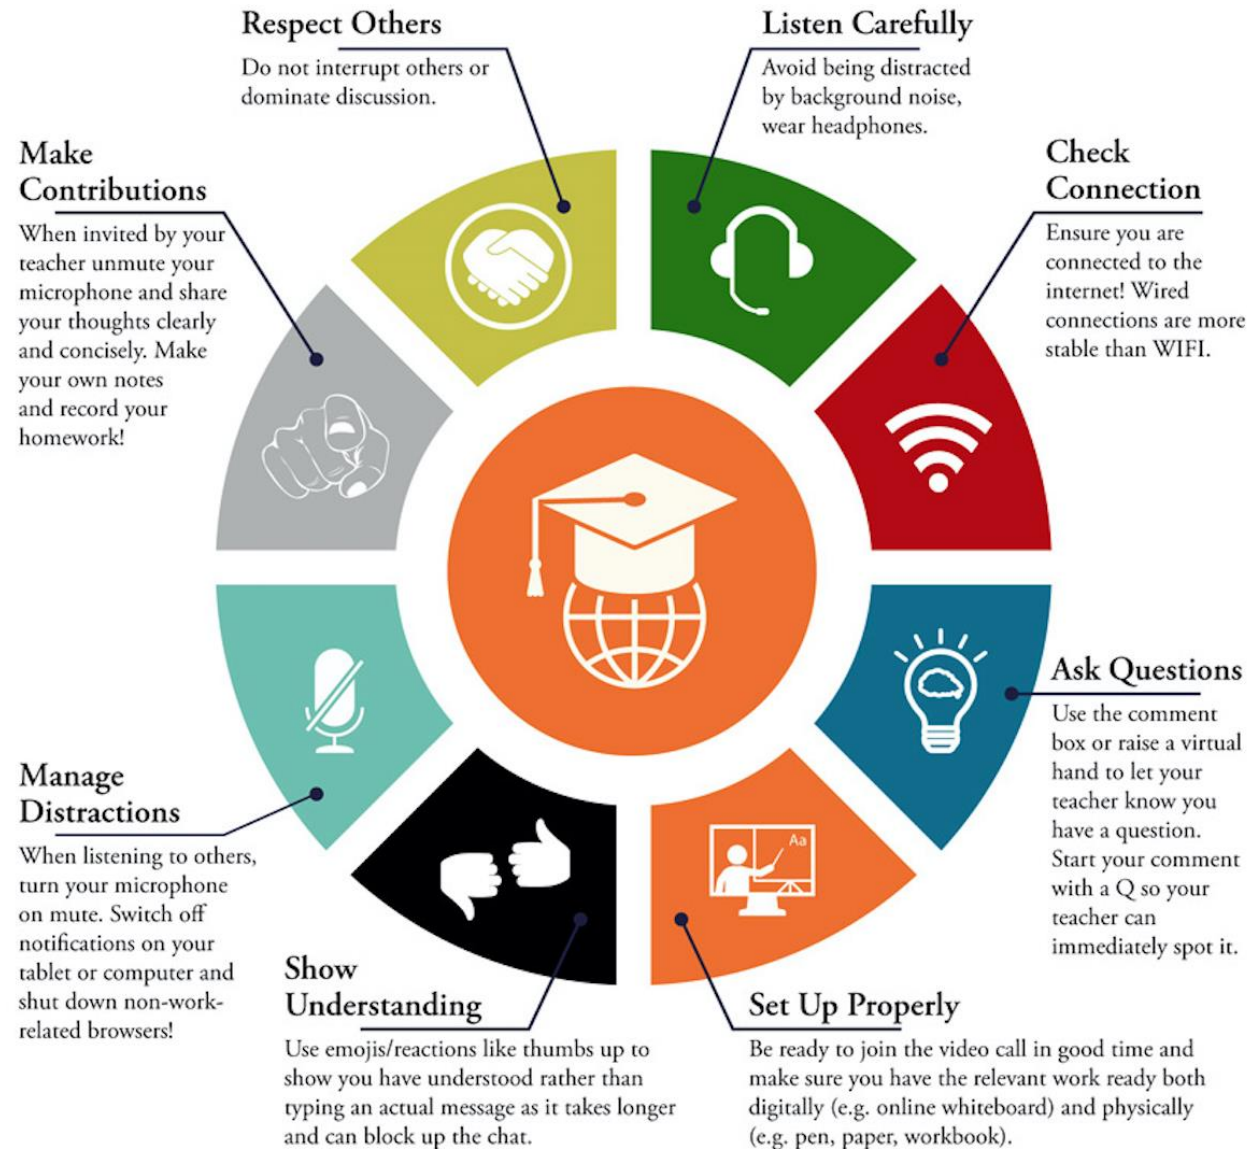 Respect Others
Do not interrupt others or
dominate discussion.
Listen Carefully
Avoid being distracted
by background noise,
wear headphones.
Make
Contributions
When invited by your
teacher unmute your
microphone and share
your thoughts clearly
and concisely. Make
your own notes
and record your
homework!
Check
Connection
Ensure you are
connected to the
internet! Wired
connections are more
stable than WIFI.
Ask Questions
Use the comment
box or raise a virtual
hand to let your
teacher know you
have a question.
Start your comment
with a Q so your
teacher can
immediately spot it.
Manage
Distractions
When listening to others,
turn your microphone
on mute. Switch off
notifications on your
tablet or computer and
shut down non-work-
related browsers!
Aa
Show
Understanding
Use emojis/reactions like thumbs up to
show you have understood rather than
typing an actual message as it takes longer
and can block up the chat.
Set Up Properly
Be ready to join the video call in good time and
make sure you have the relevant work ready both
digitally (e.g. online whiteboard) and physically
(e.g. pen, paper, workbook).